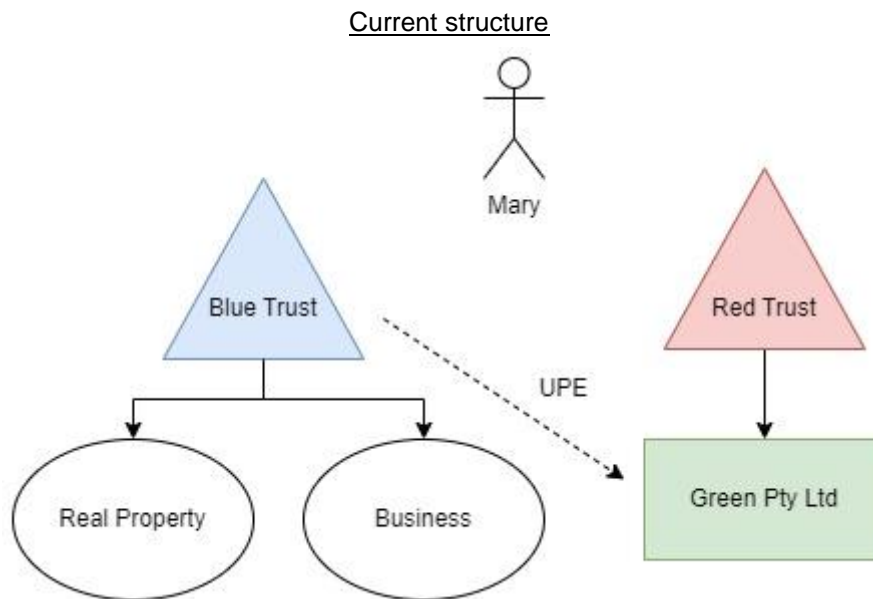 Current structure
Mary
Blue Trust
Red Trust
UPE
Real Property
Business
Green Pty Ltd